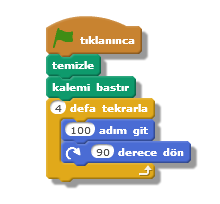 tıklanınca
temizle
kalemi bastır
4 defa tekrarla
100 adım git
90 derece dön